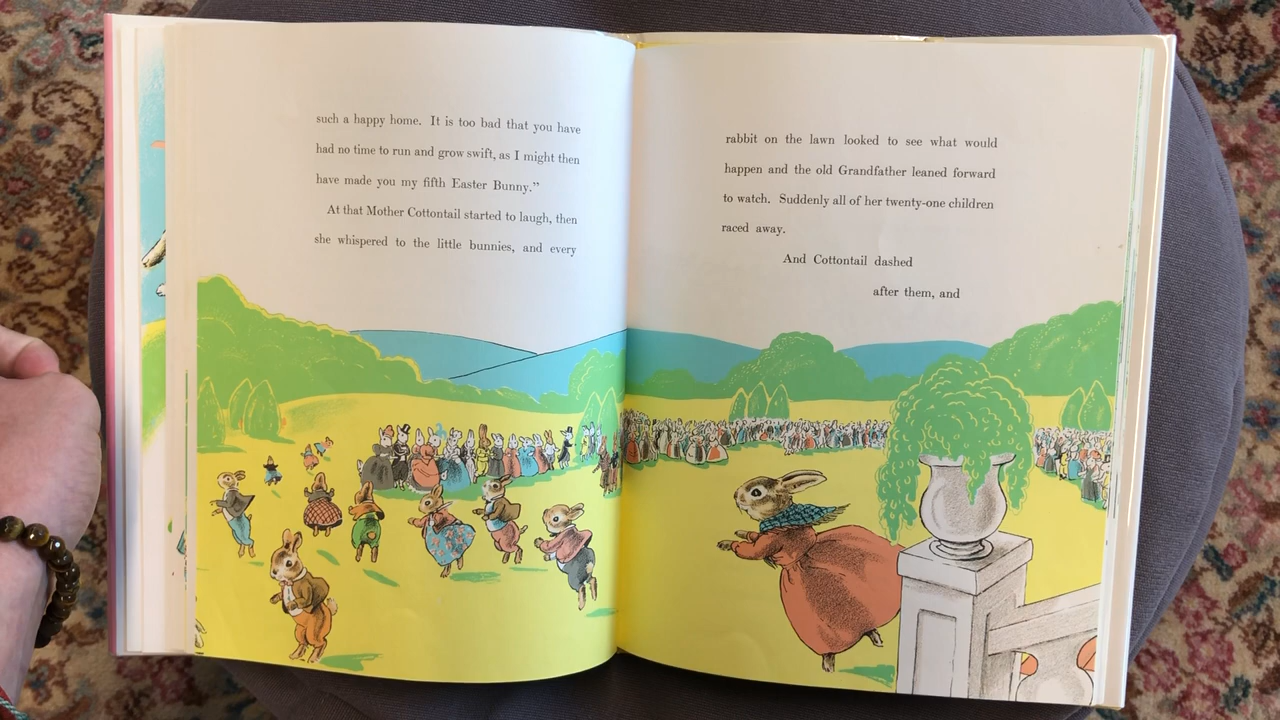 such a happy home. It is too bad that you have
had no time to run and grow swift, as I might then
have made you my fifth Easter Bunny.”
At that Mother Cottontail started to laugh, then
she whispered to the little bunnies, and every
rabbit on the lawn looked to see what would
happen and the old Grandfather leaned forward
to watch. Suddenly all of her twenty-one children
raced away.
And Cottontail dashed
after them, and